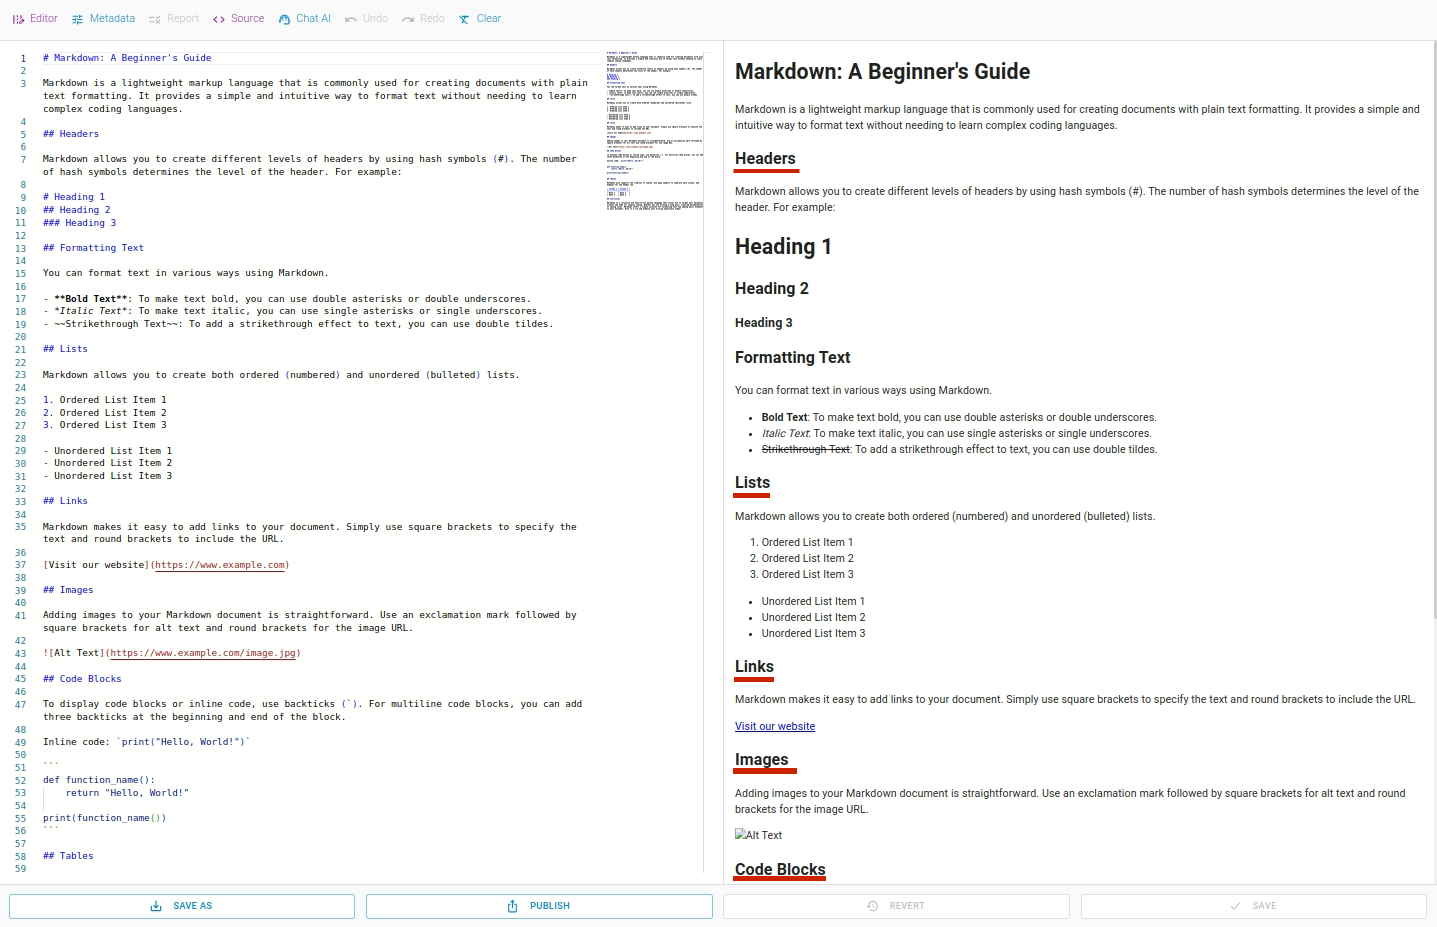 Editor Metadata Report Source Chat AI Undo Redo Clear
1 # Markdown: A Beginner's Guide
2
3 Markdown is a lightweight markup language that is commonly used for creating documents with plain
text formatting. It provides a simple and intuitive way to format text without needing to learn
complex coding languages.
4
5 ## Headers
6
7 Markdown allows you to create different levels of headers by using hash symbols (#). The number
of hash symbols determines the level of the header. For example:
8
9 # Heading 1
10 ## Heading 2
11 ### Heading 3
12
13 ## Formatting Text
14
15 You can format text in various ways using Markdown.
16
17 - **Bold Text**: To make text bold, you can use double asterisks or double underscores.
18 - *Italic Text*: To make text italic, you can use single asterisks or single underscores.
19 - ~~Strikethrough Text~~: To add a strikethrough effect to text, you can use double tildes.
20
21 ## Lists
22
23 Markdown allows you to create both ordered (numbered) and unordered (bulleted) lists.
24
25 1. Ordered List Item 1
26 2. Ordered List Item 2
27 3. Ordered List Item 3
28
29 - Unordered List Item 1
30 - Unordered List Item 2
31 - Unordered List Item 3
32
33 ## Links
34
35 Markdown makes it easy to add links to your document. Simply use square brackets to specify the
text and round brackets to include the URL.
36
37 [Visit our website](https://www.example.com)
38
39 ## Images
40
41 Adding images to your Markdown document is straightforward. Use an exclamation mark followed by
square brackets for alt text and round brackets for the image URL.
42
43 ![Alt Text](https://www.example.com/image.jpg)
44
45 ## Code Blocks
46
47 To display code blocks or inline code, use backticks (`). For multiline code blocks, you can add
three backticks at the beginning and end of the block.
48
49 Inline code: `print("Hello, World!")`
50
51 ```
52 def function_name():
53     return "Hello, World!"
54
55 print(function_name())
56 ```
57
58 ## Tables
59
Markdown: A Beginner's Guide
Markdown is a lightweight markup language that is commonly used for creating documents with plain text formatting. It provides a simple and
intuitive way to format text without needing to learn complex coding languages.
Headers
Markdown allows you to create different levels of headers by using hash symbols (#). The number of hash symbols determines the level of the
header. For example:
Heading 1
Heading 2
Heading 3
Formatting Text
You can format text in various ways using Markdown.
• Bold Text: To make text bold, you can use double asterisks or double underscores.
• Italic Text: To make text italic, you can use single asterisks or single underscores.
• Strikethrough Text: To add a strikethrough effect to text, you can use double tildes.
Lists
Markdown allows you to create both ordered (numbered) and unordered (bulleted) lists.
1. Ordered List Item 1
2. Ordered List Item 2
3. Ordered List Item 3
• Unordered List Item 1
• Unordered List Item 2
• Unordered List Item 3
Links
Markdown makes it easy to add links to your document. Simply use square brackets to specify the text and round brackets to include the URL.
Visit our website
Images
Adding images to your Markdown document is straightforward. Use an exclamation mark followed by square brackets for alt text and round
brackets for the image URL.
Alt Text
Code Blocks
SAVE AS PUBLISH REVERT SAVE